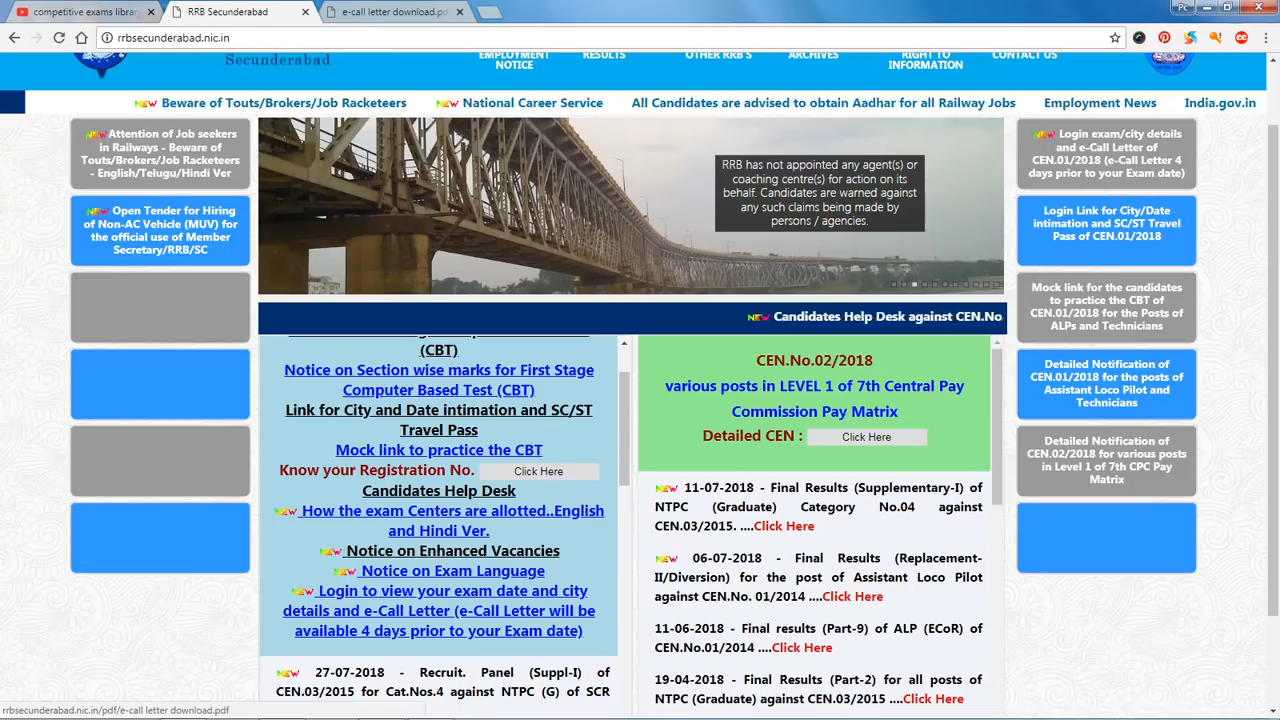 competitive exams librar
RRB Secunderabad
e-call letter download.pd
Pc
rrbsecunderabad.nic.in
Secunderabad
EMPLOYMENT
NOTICE
RESULTS
OTHER RRB'S
ARCHIVES
RIGHT TO
INFORMATION
CONTACT US
NEW Beware of Touts/Brokers/Job Racketeers
NEW National Career Service
All Candidates are advised to obtain Aadhar for all Railway Jobs
Employment News
India.gov.in
NEW Attention of Job seekers
in Railways - Beware of
Touts/Brokers/Job Racketeers
- English/Telugu/Hindi Ver
NEW Open Tender for Hiring
of Non-AC Vehicle (MUV) for
the official use of Member
Secretary/RRB/SC
RRB has not appointed any agent(s) or
coaching centre(s) for action on its
behalf. Candidates are warned against
any such claims being made by
persons / agencies.
NEW Candidates Help Desk against CEN.No
(CBT)
Notice on Section wise marks for First Stage
Computer Based Test (CBT)
Link for City and Date intimation and SC/ST
Travel Pass
Mock link to practice the CBT
Know your Registration No. Click Here
Candidates Help Desk
NEW How the exam Centers are allotted..English
and Hindi Ver.
NEW Notice on Enhanced Vacancies
NEW Notice on Exam Language
NEW Login to view your exam date and city
details and e-Call Letter (e-Call Letter will be
available 4 days prior to your Exam date)
NEW 27-07-2018 - Recruit. Panel (Suppl-I) of
CEN.03/2015 for Cat.Nos.4 against NTPC (G) of SCR
CEN.No.02/2018
various posts in LEVEL 1 of 7th Central Pay
Commission Pay Matrix
Detailed CEN : Click Here
NEW 11-07-2018 - Final Results (Supplementary-I) of
NTPC (Graduate) Category No.04 against
CEN.03/2015. ....Click Here
NEW 06-07-2018 - Final Results (Replacement-
II/Diversion) for the post of Assistant Loco Pilot
against CEN.No. 01/2014 ....Click Here
11-06-2018 - Final results (Part-9) of ALP (ECoR) of
CEN.No.01/2014 ....Click Here
19-04-2018 - Final Results (Part-2) for all posts of
NTPC (Graduate) against CEN.03/2015 ....Click Here
NEW Login exam/city details
and e-Call Letter of
CEN.01/2018 (e-Call Letter 4
days prior to your Exam date)
Login Link for City/Date
intimation and SC/ST Travel
Pass of CEN.01/2018
Mock link for the candidates
to practice the CBT of
CEN.01/2018 for the Posts of
ALPs and Technicians
Detailed Notification of
CEN.01/2018 for the posts of
Assistant Loco Pilot and
Technicians
Detailed Notification of
CEN.02/2018 for various posts
in Level 1 of 7th CPC Pay
Matrix
rrbsecunderabad.nic.in/pdf/e-call letter download.pdf